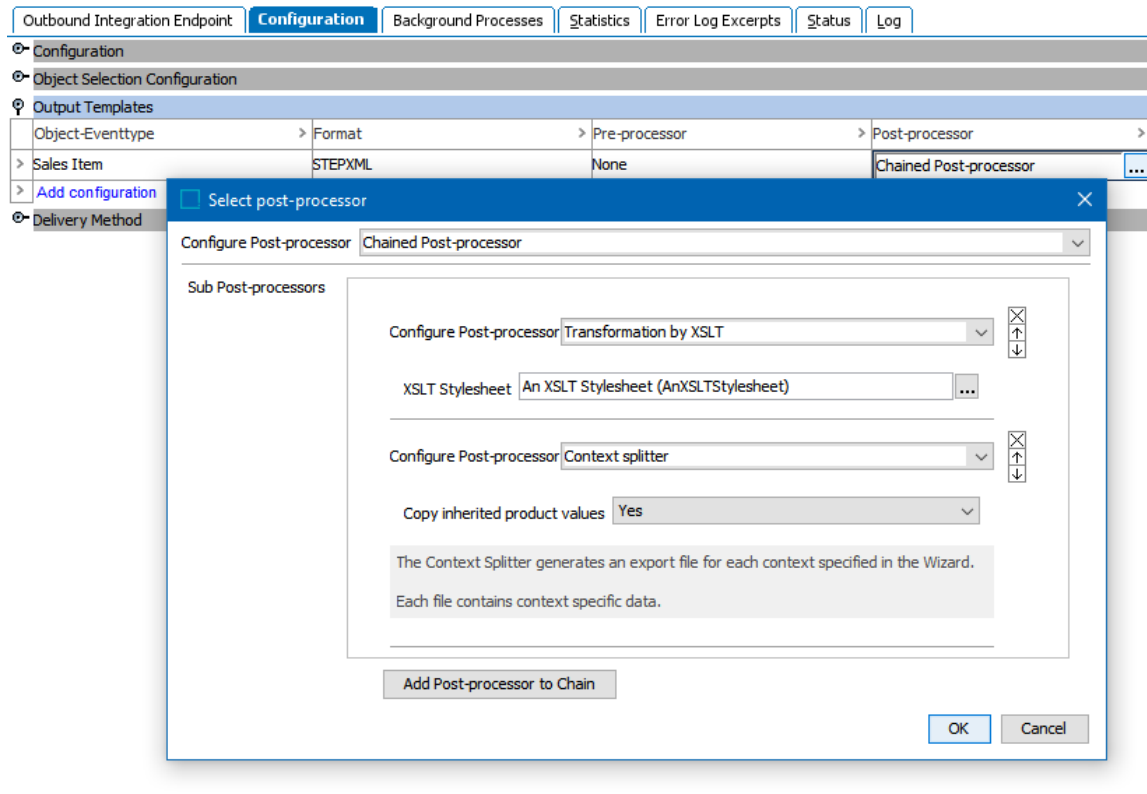 Outbound Integration Endpoint Configuration Background Processes Statistics Error Log Excerpts Status Log
Configuration
Object Selection Configuration
Output Templates
Object-Eventtype > Format > Pre-processor > Post-processor >
> Sales Item STEPXML None Chained Post-processor ...
> Add configuration
Delivery Method
Select post-processor
Configure Post-processor Chained Post-processor
Sub Post-processors
Configure Post-processor Transformation by XSLT
XSLT Stylesheet An XSLT Stylesheet (AnXSLTStylesheet) ...
Configure Post-processor Context splitter
Copy inherited product values Yes
The Context Splitter generates an export file for each context specified in the Wizard.
Each file contains context specific data.
Add Post-processor to Chain
OK Cancel